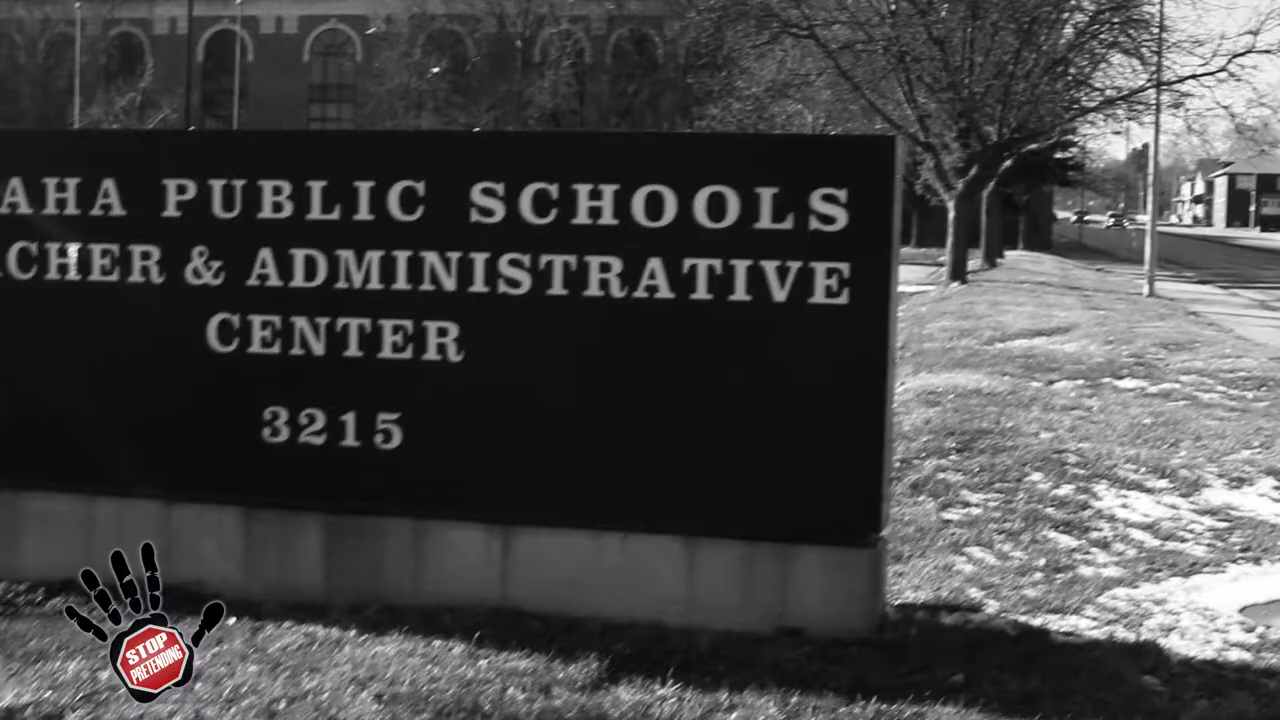 AHA PUBLIC SCHOOLS
CHER & ADMINISTRATIVE
CENTER
3215
STOP
PRETENDING